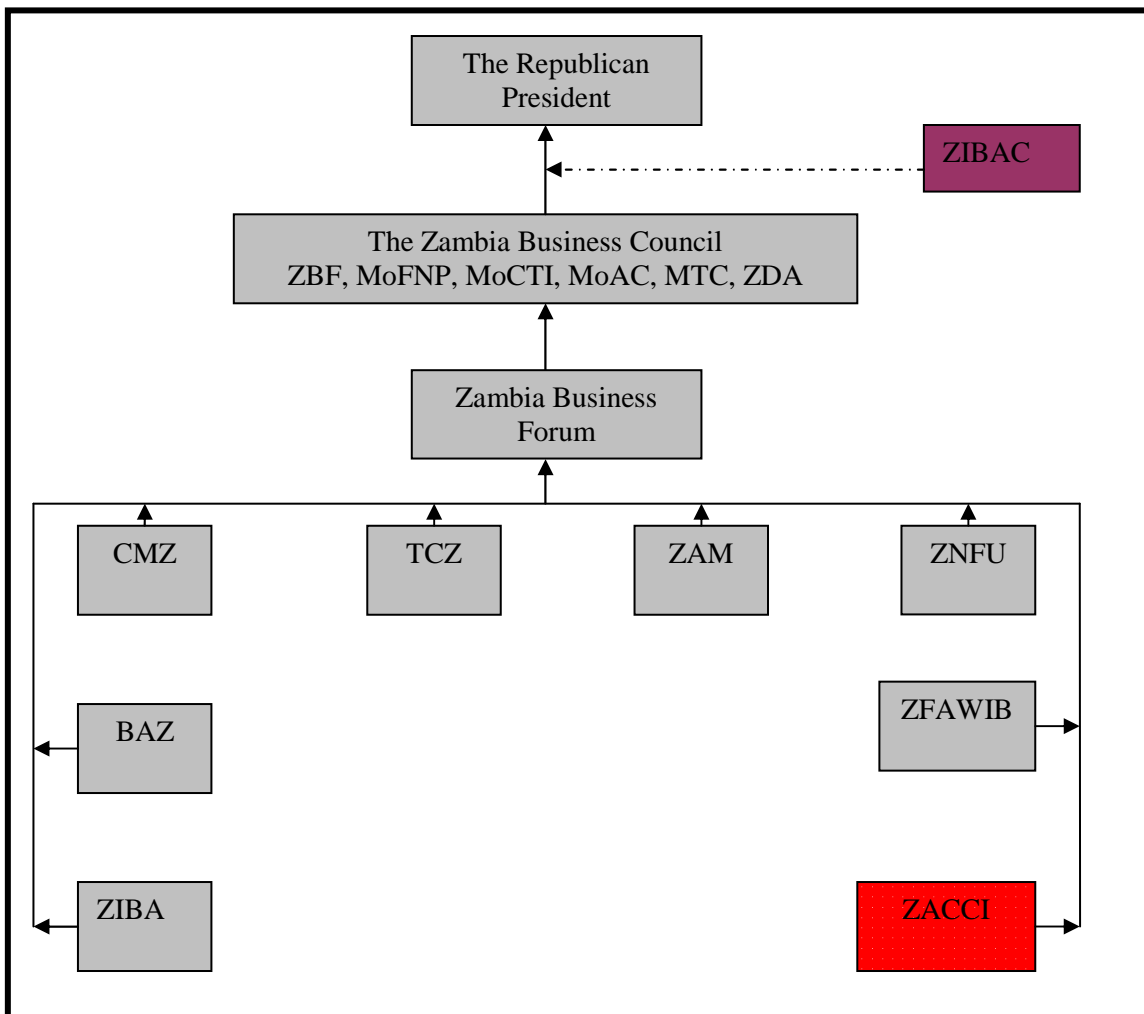 The Republican
President
ZIBAC
The Zambia Business Council
ZBF, MoFNP, MoCTI, MoAC, MTC, ZDA
Zambia Business
Forum
CMZ
TCZ
ZAM
ZNFU
BAZ
ZFAWIB
ZIBA
ZACCI